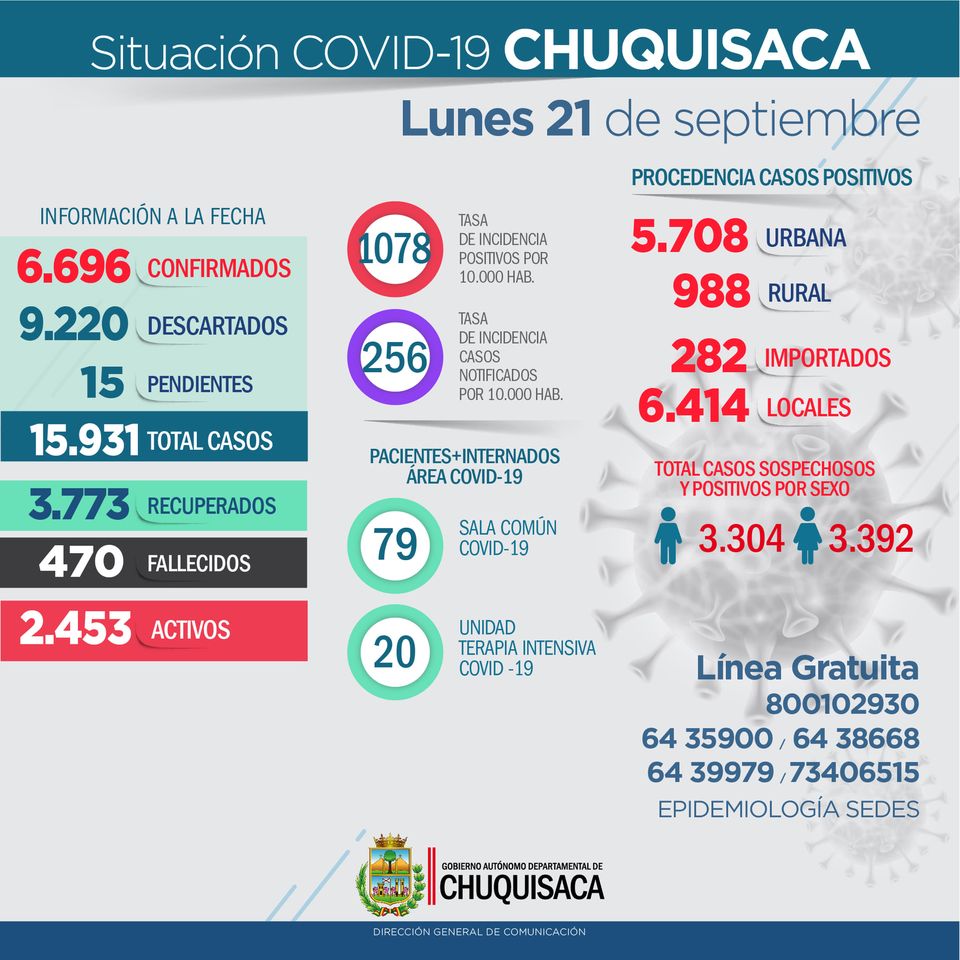 Situación COVID-19 CHUQUISACA
Lunes 21 de septiembre
INFORMACIÓN A LA FECHA
6.696 CONFIRMADOS
9.220 DESCARTADOS
15 PENDIENTES
15.931 TOTAL CASOS
3.773 RECUPERADOS
470 FALLECIDOS
2.453 ACTIVOS
1078
TASA
DE INCIDENCIA
POSITIVOS POR
10.000 HAB.
256
TASA
DE INCIDENCIA
CASOS
NOTIFICADOS
POR 10.000 HAB.
PACIENTES+INTERNADOS
ÁREA COVID-19
79
SALA COMÚN
COVID-19
20
UNIDAD
TERAPIA INTENSIVA
COVID -19
PROCEDENCIA CASOS POSITIVOS
5.708 URBANA
988 RURAL
282 IMPORTADOS
6.414 LOCALES
TOTAL CASOS SOSPECHOSOS
Y POSITIVOS POR SEXO
3.304 3.392
Línea Gratuita
800102930
64 35900 / 64 38668
64 39979 / 73406515
EPIDEMIOLOGÍA SEDES
GOBIERNO AUTÓNOMO DEPARTAMENTAL DE
CHUQUISACA
DIRECCIÓN GENERAL DE COMUNICACIÓN